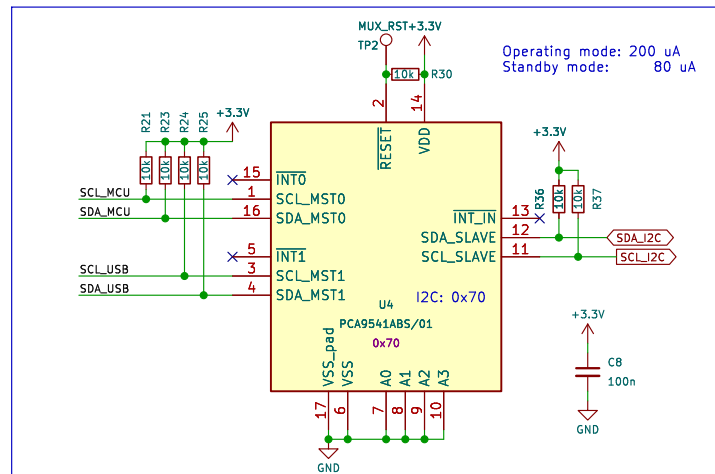 MUX_RST
+3.3V
TP2
10k
R30
Operating mode: 200 uA
Standby mode: 80 uA
2
14
RESET
VDD
R21
R23
R24
R25
+3.3V
10k
10k
10k
10k
SCL_MCU
SDA_MCU
SCL_USB
SDA_USB
15
1
16
5
3
4
INT0
SCL_MST0
SDA_MST0
INT1
SCL_MST1
SDA_MST1
INT_IN
SDA_SLAVE
SCL_SLAVE
13
12
11
+3.3V
R36
10k
10k
R37
SDA_I2C
SCL_I2C
I2C: 0x70
U4
PCA9541ABS/01
0x70
VSS_pad
VSS
A0
A1
A2
A3
17
6
7
8
9
10
GND
+3.3V
C8
100n
GND